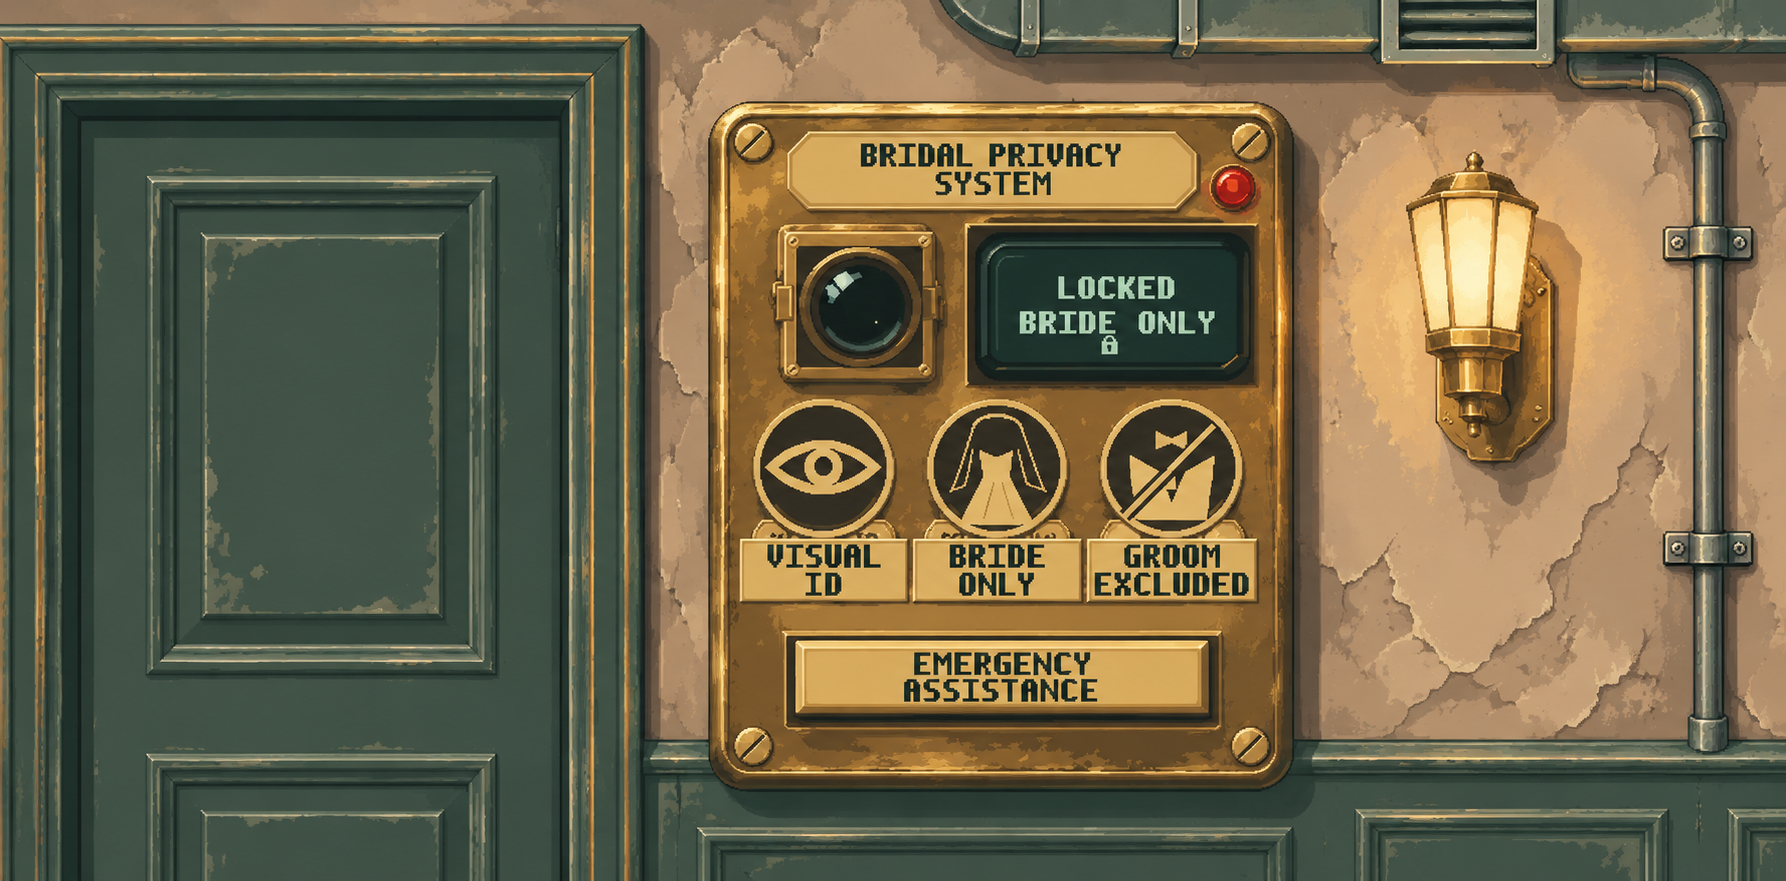 BRIDAL PRIVACY
SYSTEM
LOCKED
BRIDE ONLY
VISUAL
ID
BRIDE
ONLY
GROOM
EXCLUDED
EMERGENCY
ASSISTANCE